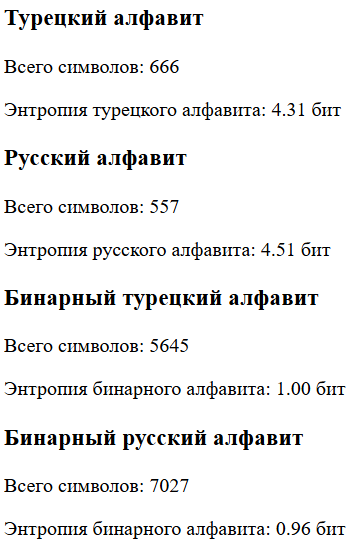 Турецкий алфавит
Всего символов: 666
Энтропия турецкого алфавита: 4.31 бит
Русский алфавит
Всего символов: 557
Энтропия русского алфавита: 4.51 бит
Бинарный турецкий алфавит
Всего символов: 5645
Энтропия бинарного алфавита: 1.00 бит
Бинарный русский алфавит
Всего символов: 7027
Энтропия бинарного алфавита: 0.96 бит